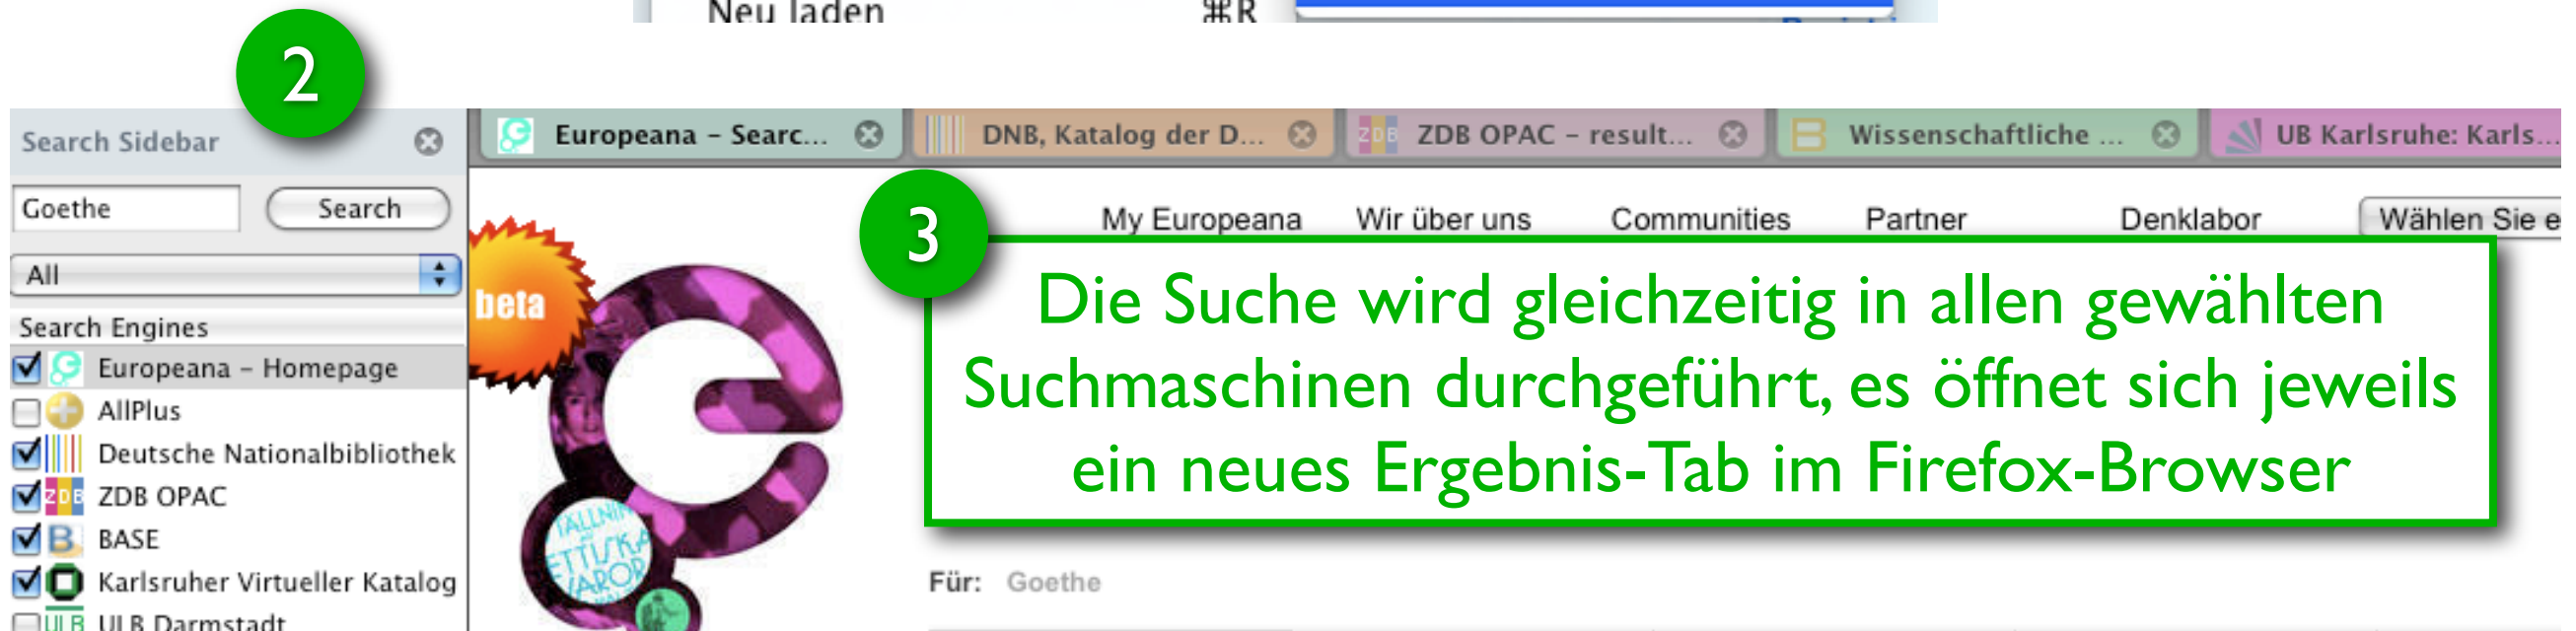 Neu laden ⌘R
2
Search Sidebar
Europeana – Searc...
DNB, Katalog der D...
ZDB OPAC – result...
Wissenschaftliche ...
UB Karlsruhe: Karls...
Goethe
Search
All
Search Engines
Europeana – Homepage
AllPlus
Deutsche Nationalbibliothek
ZDB OPAC
BASE
Karlsruher Virtueller Katalog
ULB Darmstadt
My Europeana Wir über uns Communities Partner Denklabor Wählen Sie e
beta
3
Die Suche wird gleichzeitig in allen gewählten
Suchmaschinen durchgeführt, es öffnet sich jeweils
ein neues Ergebnis-Tab im Firefox-Browser
Für: Goethe